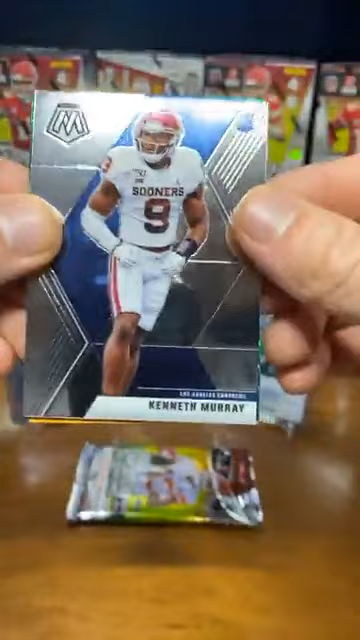 M
SOONERS
9
LOS ANGELES CHARGERS
KENNETH MURRAY